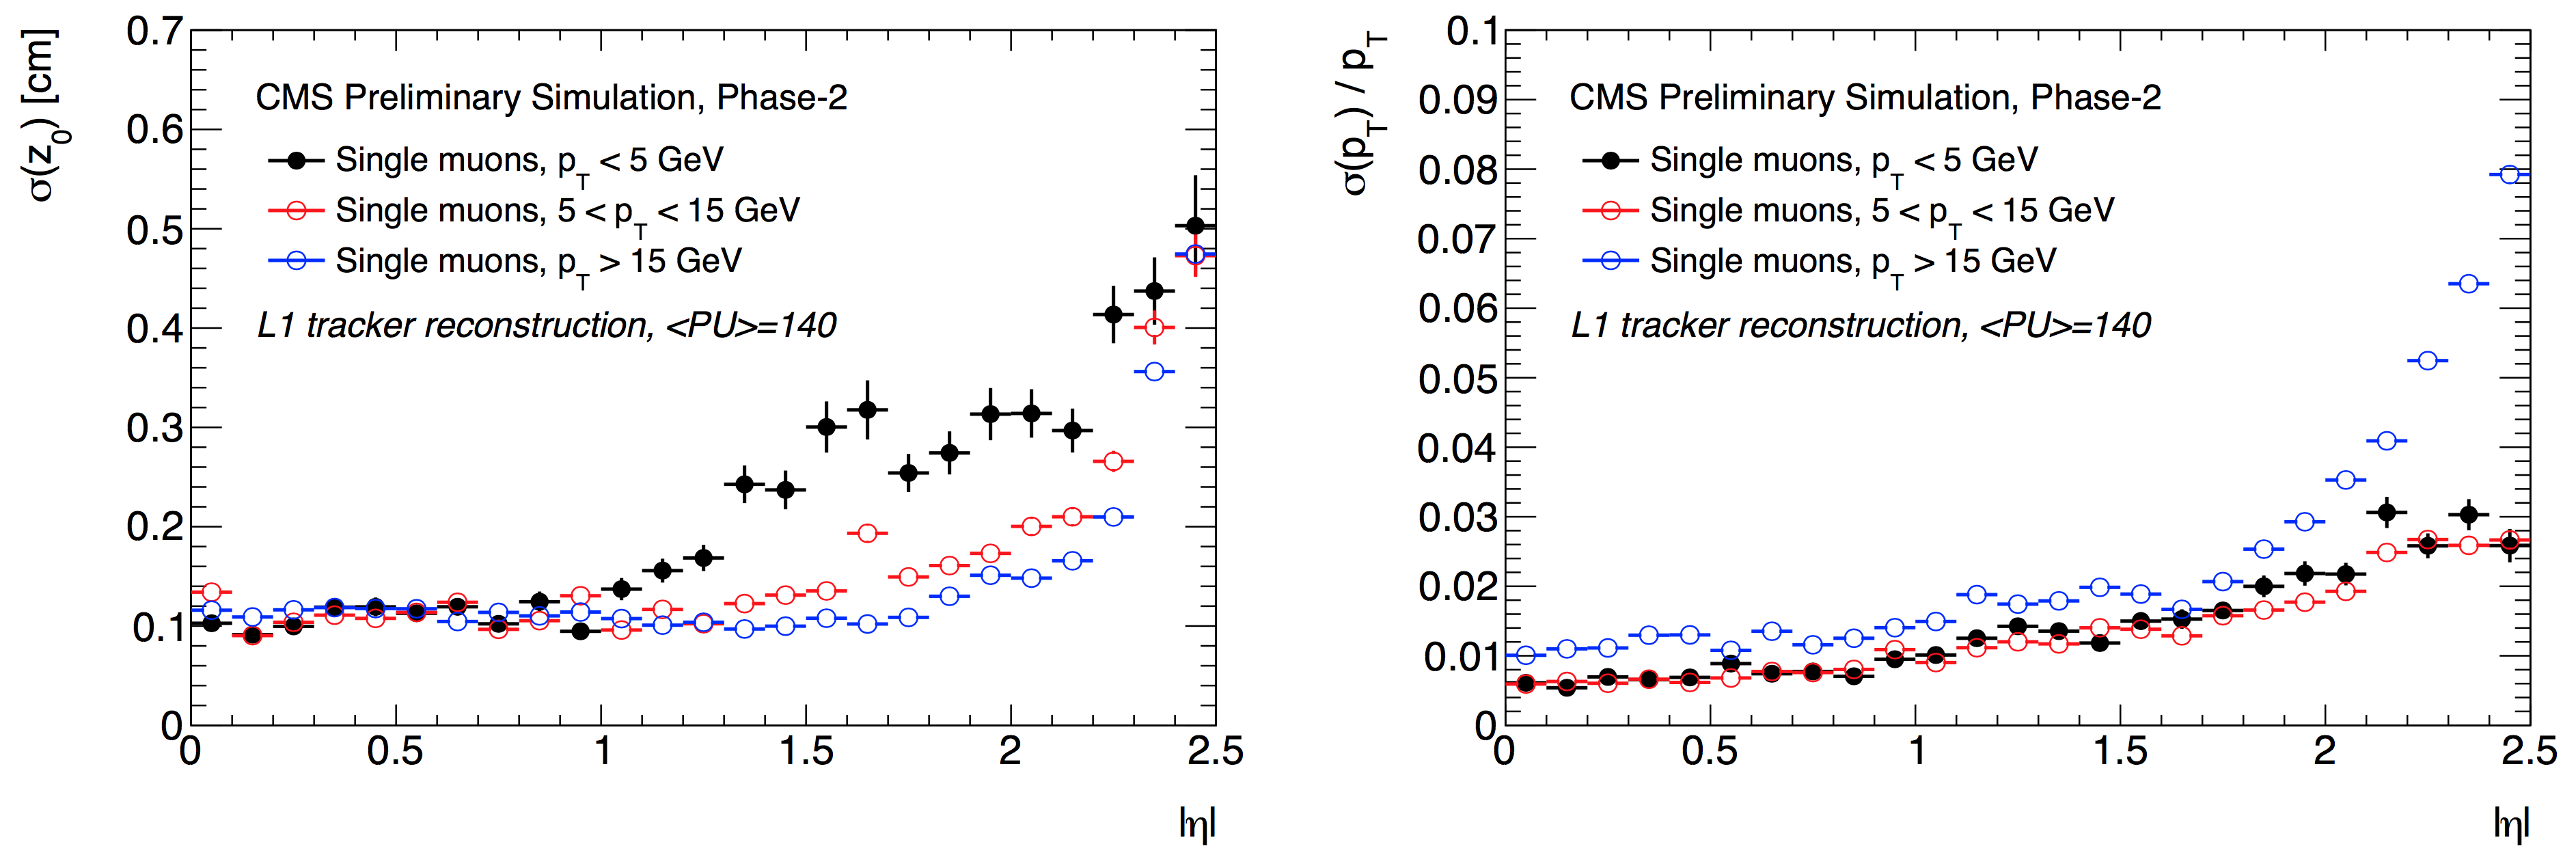 σ(z0) [cm]
0.7
0.6
0.5
0.4
0.3
0.2
0.1
0
CMS Preliminary Simulation, Phase-2
Single muons, pT < 5 GeV
Single muons, 5 < pT < 15 GeV
Single muons, pT > 15 GeV
L1 tracker reconstruction, <PU>=140
0 0.5 1 1.5 2 2.5
|η|
σ(pT) / pT
0.1
0.09
0.08
0.07
0.06
0.05
0.04
0.03
0.02
0.01
0
CMS Preliminary Simulation, Phase-2
Single muons, pT < 5 GeV
Single muons, 5 < pT < 15 GeV
Single muons, pT > 15 GeV
L1 tracker reconstruction, <PU>=140
0 0.5 1 1.5 2 2.5
|η|